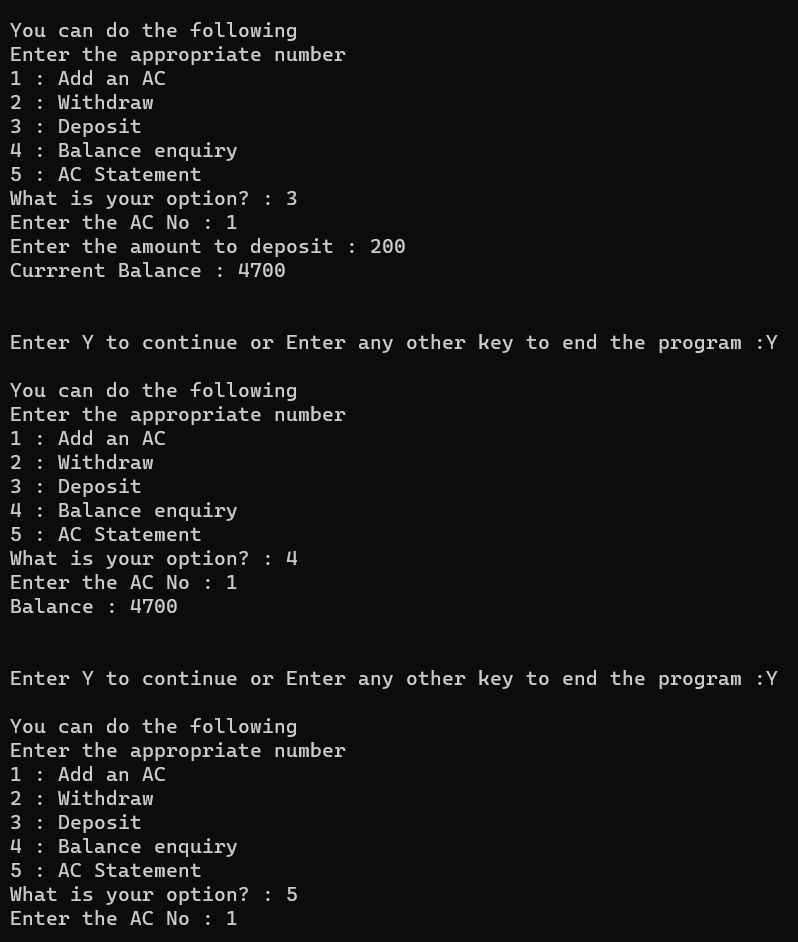 You can do the following
Enter the appropriate number
1 : Add an AC
2 : Withdraw
3 : Deposit
4 : Balance enquiry
5 : AC Statement
What is your option? : 3
Enter the AC No : 1
Enter the amount to deposit : 200
Currrent Balance : 4700
Enter Y to continue or Enter any other key to end the program :Y
You can do the following
Enter the appropriate number
1 : Add an AC
2 : Withdraw
3 : Deposit
4 : Balance enquiry
5 : AC Statement
What is your option? : 4
Enter the AC No : 1
Balance : 4700
Enter Y to continue or Enter any other key to end the program :Y
You can do the following
Enter the appropriate number
1 : Add an AC
2 : Withdraw
3 : Deposit
4 : Balance enquiry
5 : AC Statement
What is your option? : 5
Enter the AC No : 1